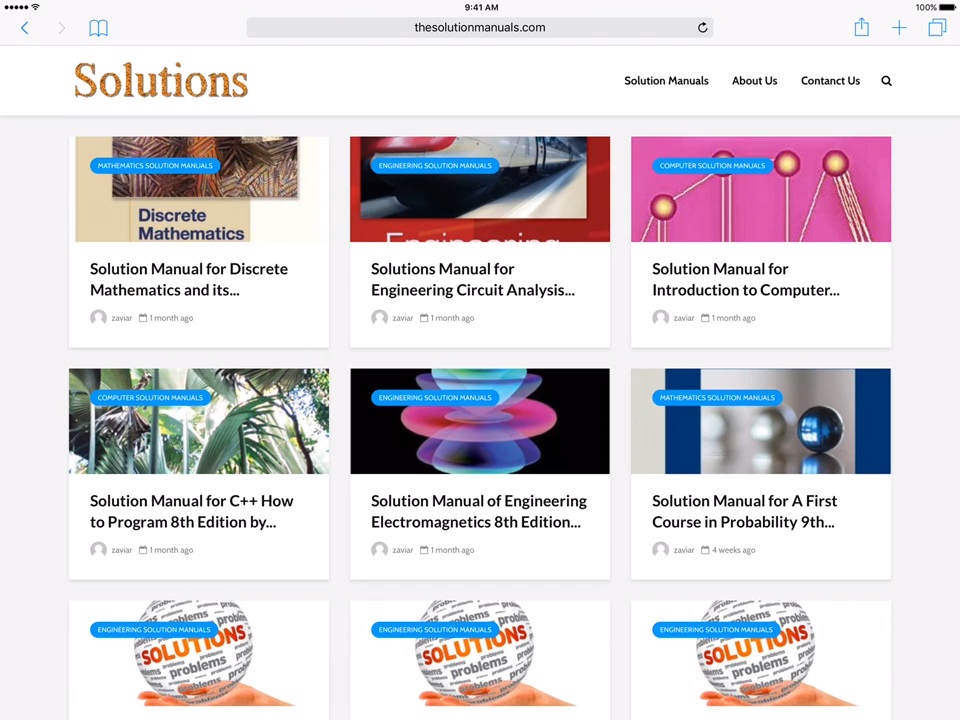 9:41 AM
100%
thesolutionmanuals.com
Solutions
Solution Manuals
About Us
Contanct Us
MATHEMATICS SOLUTION MANUALS
Discrete
Mathematics
Solution Manual for Discrete
Mathematics and its...
zaviar
1 month ago
ENGINEERING SOLUTION MANUALS
Engineering
Solutions Manual for
Engineering Circuit Analysis...
zaviar
1 month ago
COMPUTER SOLUTION MANUALS
Solution Manual for
Introduction to Computer...
zaviar
1 month ago
COMPUTER SOLUTION MANUALS
Solution Manual for C++ How
to Program 8th Edition by...
zaviar
1 month ago
ENGINEERING SOLUTION MANUALS
Solution Manual of Engineering
Electromagnetics 8th Edition...
zaviar
1 month ago
MATHEMATICS SOLUTION MANUALS
Solution Manual for A First
Course in Probability 9th...
zaviar
4 weeks ago
ENGINEERING SOLUTION MANUALS
problems
SOLUTIONS
problems
ENGINEERING SOLUTION MANUALS
problems
SOLUTIONS
problems
ENGINEERING SOLUTION MANUALS
problems
SOLUTIONS
problems